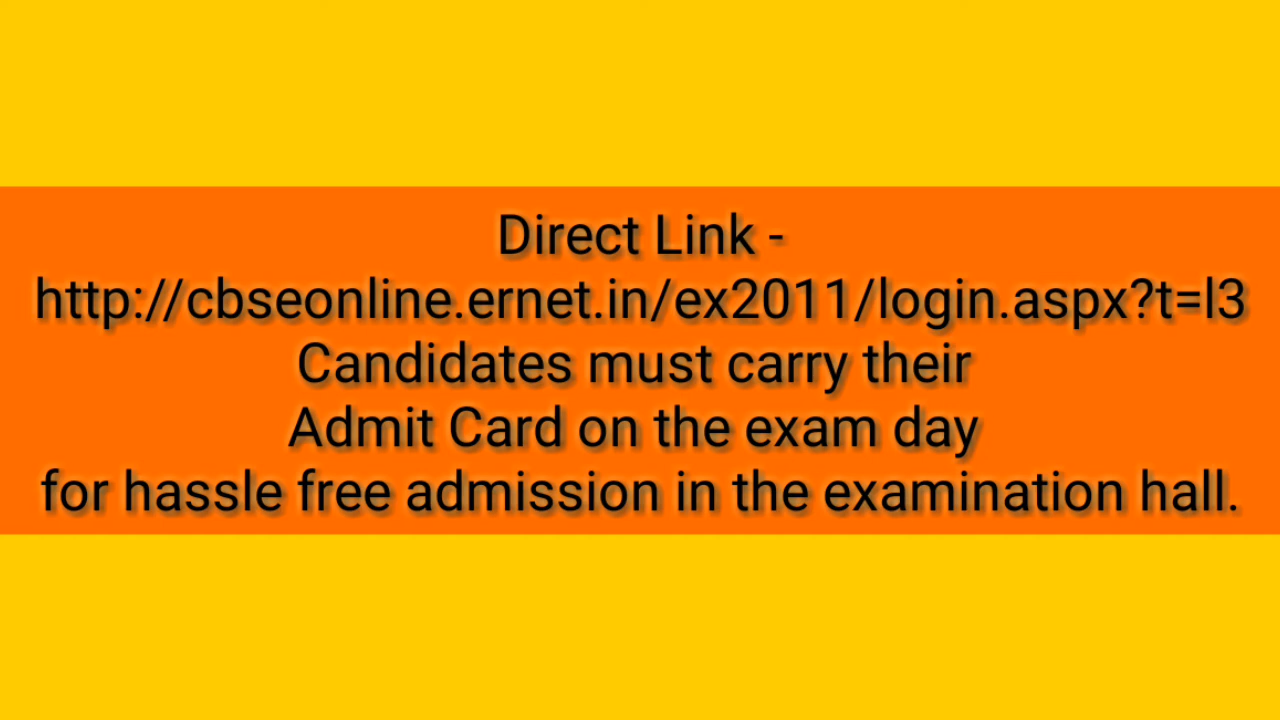 Direct Link -
http://cbseonline.ernet.in/ex2011/login.aspx?t=l3
Candidates must carry their
Admit Card on the exam day
for hassle free admission in the examination hall.